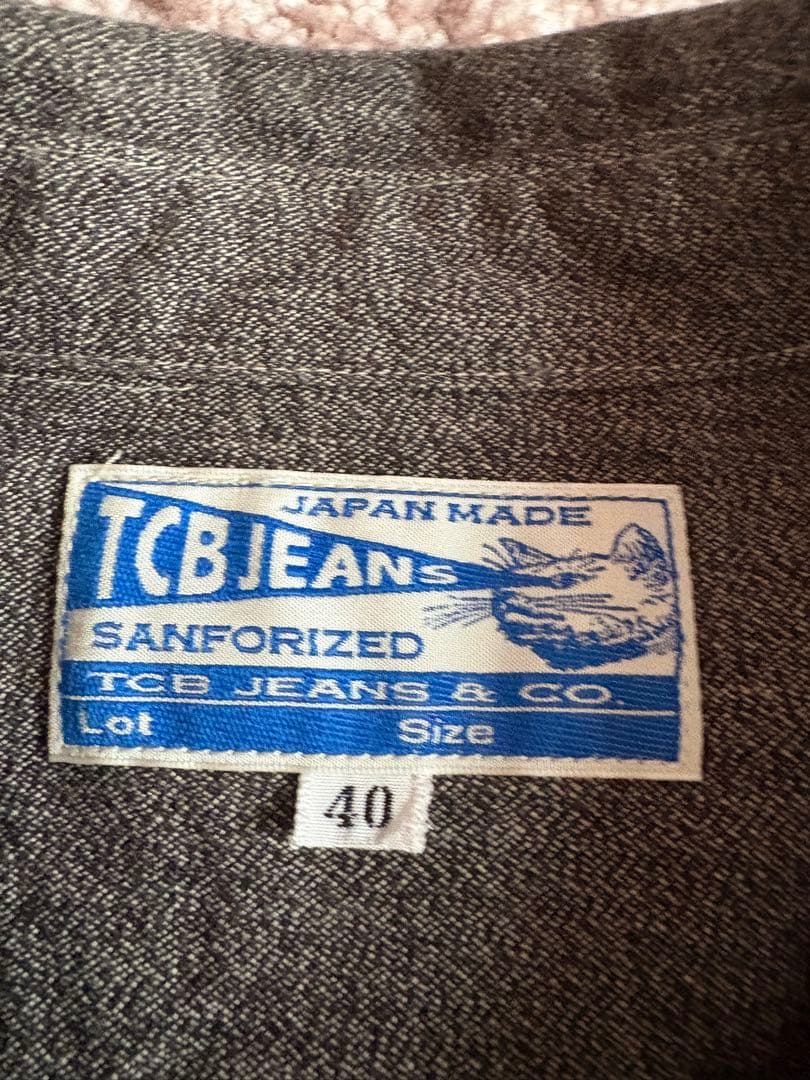 JAPAN MADE
TCB JEANS
SANFORIZED
TCB JEANS & CO.
Lot Size
40